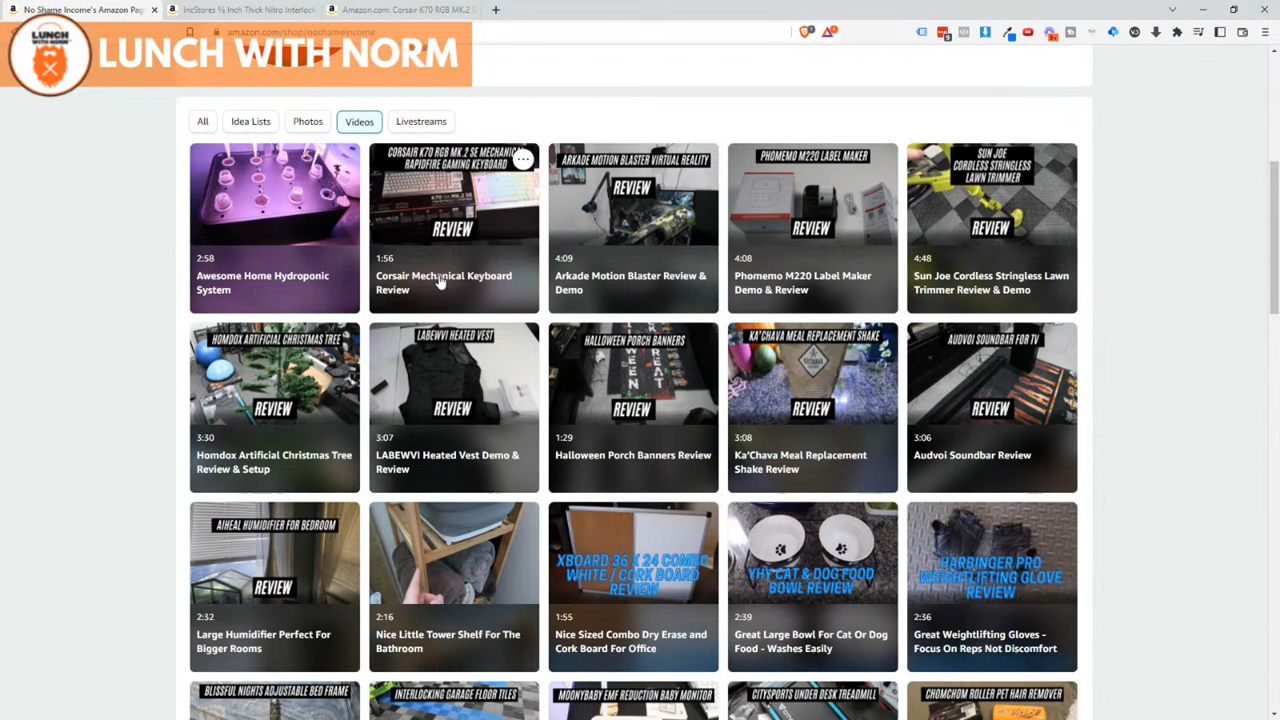 No Shame Income's Amazon Pag
IncStores ⅜ Inch Thick Nitro Interlock
Amazon.com: Corsair K70 RGB MK.2 S
amazon.com/shop/noshameincome
LUNCH WITH NORM
LUNCH WITH NORM
All
Idea Lists
Photos
Videos
Livestreams
CORSAIR K70 RGB MK.2 SE MECHANICAL
RAPIDFIRE GAMING KEYBOARD
REVIEW
ARKADE MOTION BLASTER VIRTUAL REALITY
REVIEW
PHOMEMO M220 LABEL MAKER
REVIEW
SUN JOE
CORDLESS STRINGLESS
LAWN TRIMMER
REVIEW
2:58
Awesome Home Hydroponic
System
1:56
Corsair Mechanical Keyboard
Review
4:09
Arkade Motion Blaster Review &
Demo
4:08
Phomemo M220 Label Maker
Demo & Review
4:48
Sun Joe Cordless Stringless Lawn
Trimmer Review & Demo
HOMDOX ARTIFICIAL CHRISTMAS TREE
REVIEW
LABEWVI HEATED VEST
REVIEW
HALLOWEEN PORCH BANNERS
REVIEW
KA'CHAVA MEAL REPLACEMENT
SHAKE
REVIEW
AUDVOI SOUNDBAR FOR TV
REVIEW
3:30
Homdox Artificial Christmas Tree
Review & Setup
3:07
LABEWVI Heated Vest Demo &
Review
1:29
Halloween Porch Banners Review
3:08
Ka'Chava Meal Replacement
Shake Review
3:06
Audvoi Soundbar Review
AIHEAL HUMIDIFIER FOR BEDROOM
REVIEW
XBOARD 36 X 24 COMBO
WHITE / CORK BOARD
REVIEW
YHY CAT & DOG FOOD
BOWL REVIEW
HARBINGER PRO
WEIGHTLIFTING GLOVE
REVIEW
2:32
Large Humidifier Perfect For
Bigger Rooms
2:16
Nice Little Tower Shelf For The
Bathroom
1:55
Nice Sized Combo Dry Erase and
Cork Board For Office
2:39
Great Large Bowl For Cat Or Dog
Food - Washes Easily
2:36
Great Weightlifting Gloves -
Focus On Reps Not Discomfort
BLISSFUL NIGHTS ADJUSTABLE BED FRAME
INTERLOCKING GARAGE FLOOR TILES
MOONYBABY EMF REDUCTION BABY MONITOR
CITYSPORTS UNDER DESK TREADMILL
CHOMCHOM ROLLER PET HAIR REMOVER